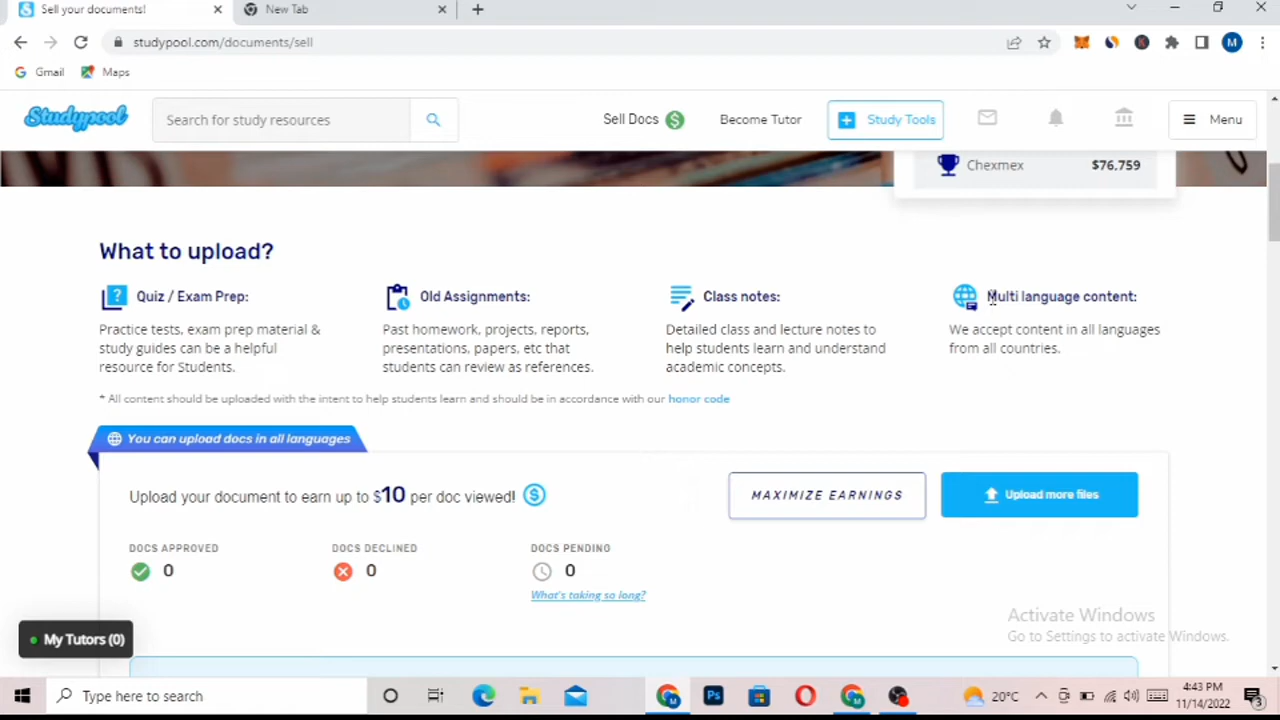 Sell your documents!
New Tab
studypool.com/documents/sell
Gmail
Maps
Studypool
Search for study resources
Sell Docs
Become Tutor
Study Tools
Menu
Chexmex $76,759
What to upload?
Quiz / Exam Prep:
Practice tests, exam prep material &
study guides can be a helpful
resource for Students.
Old Assignments:
Past homework, projects, reports,
presentations, papers, etc that
students can review as references.
Class notes:
Detailed class and lecture notes to
help students learn and understand
academic concepts.
Multi language content:
We accept content in all languages
from all countries.
* All content should be uploaded with the intent to help students learn and should be in accordance with our honor code
You can upload docs in all languages
Upload your document to earn up to $10 per doc viewed!
MAXIMIZE EARNINGS
Upload more files
DOCS APPROVED
0
DOCS DECLINED
0
DOCS PENDING
0
What's taking so long?
Activate Windows
Go to Settings to activate Windows.
My Tutors (0)
Type here to search
Ps
20°C
4:43 PM
11/14/2022
3